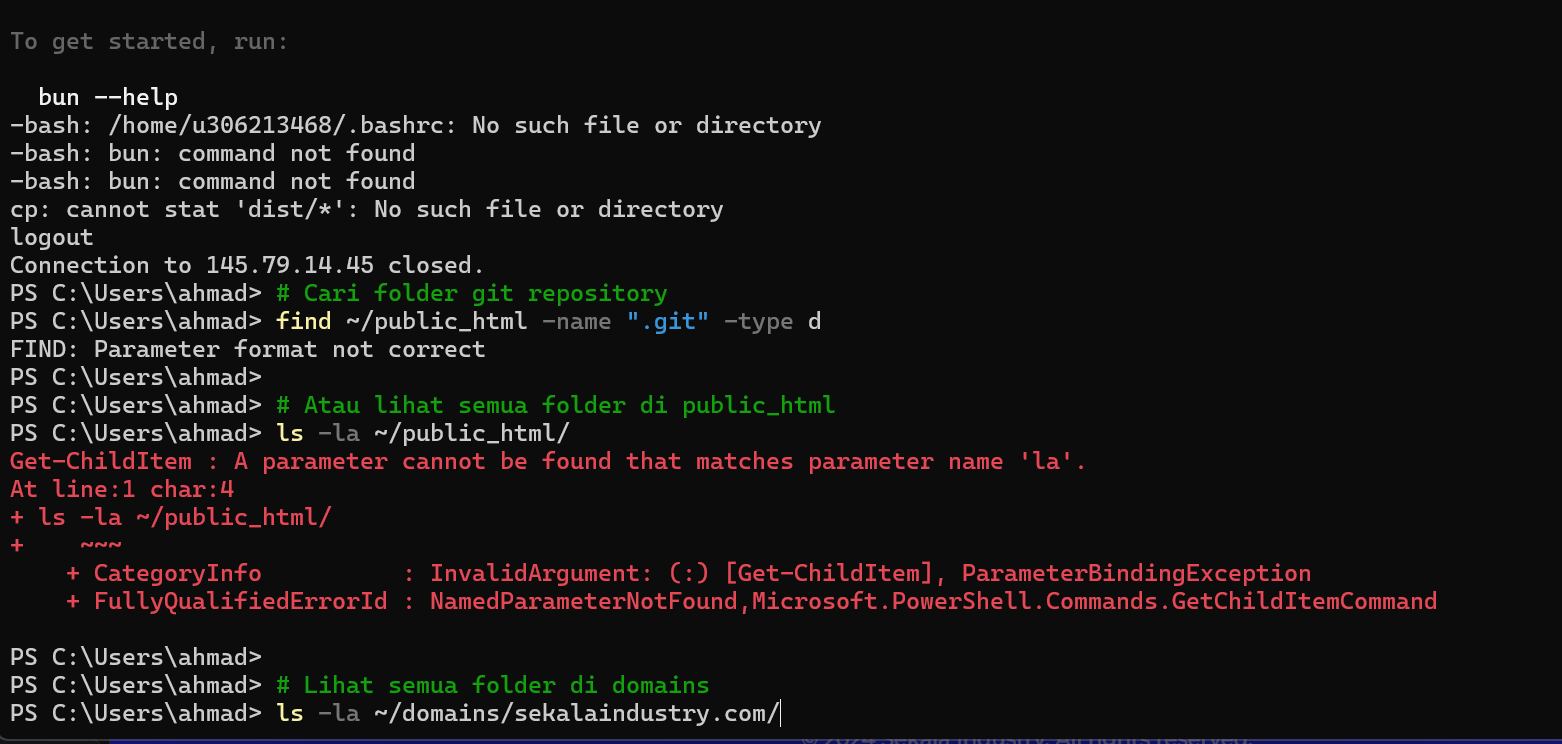 To get started, run:
bun --help
-bash: /home/u306213468/.bashrc: No such file or directory
-bash: bun: command not found
-bash: bun: command not found
cp: cannot stat 'dist/*': No such file or directory
logout
Connection to 145.79.14.45 closed.
PS C:\Users\ahmad> # Cari folder git repository
PS C:\Users\ahmad> find ~/public_html -name ".git" -type d
FIND: Parameter format not correct
PS C:\Users\ahmad>
PS C:\Users\ahmad> # Atau lihat semua folder di public_html
PS C:\Users\ahmad> ls -la ~/public_html/
Get-ChildItem : A parameter cannot be found that matches parameter name 'la'.
At line:1 char:4
+ ls -la ~/public_html/
+    ~~~
    + CategoryInfo          : InvalidArgument: (:) [Get-ChildItem], ParameterBindingException
    + FullyQualifiedErrorId : NamedParameterNotFound,Microsoft.PowerShell.Commands.GetChildItemCommand
PS C:\Users\ahmad>
PS C:\Users\ahmad> # Lihat semua folder di domains
PS C:\Users\ahmad> ls -la ~/domains/sekalaindustry.com/
© 2024 Sekala Industry. All rights reserved.